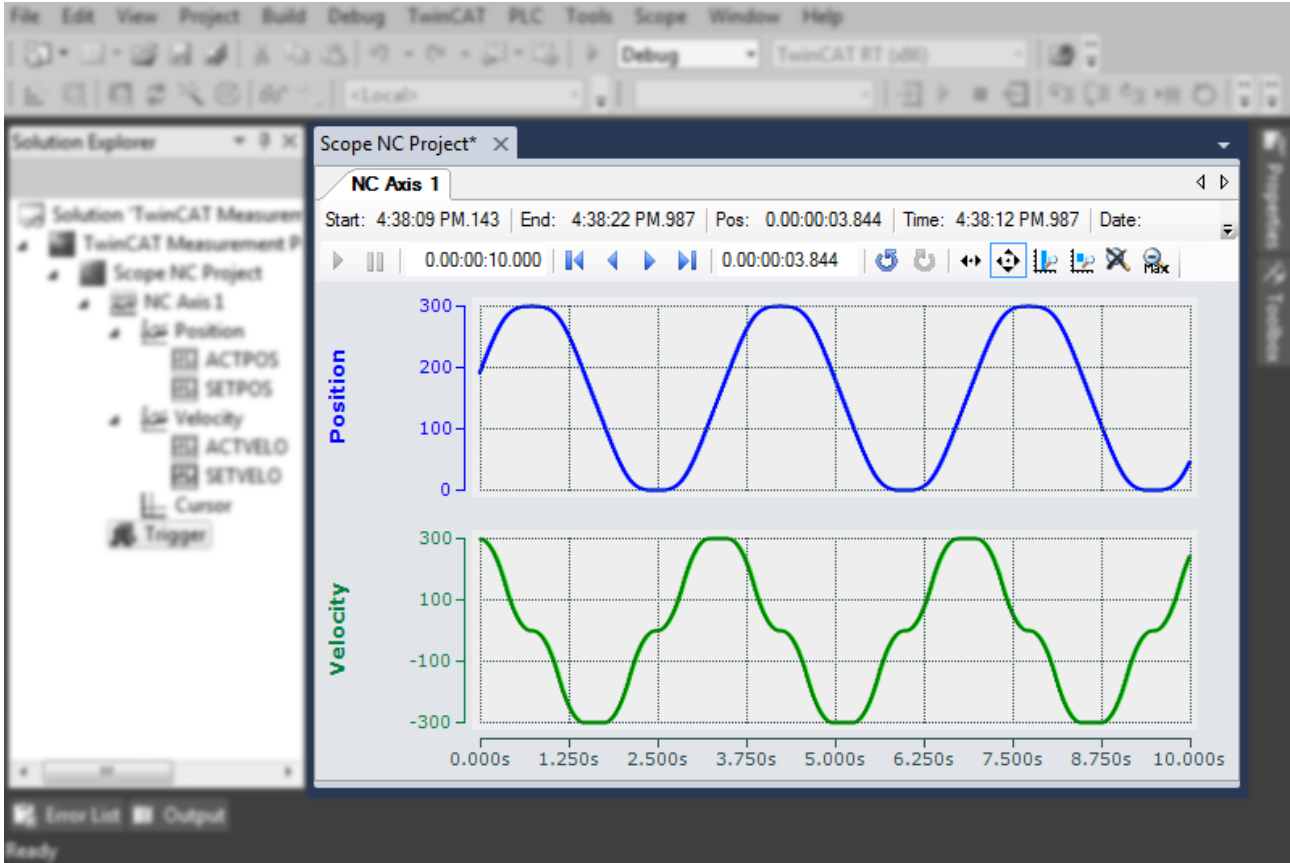 File Edit View Project Build Debug TwinCAT PLC Tools Scope Window Help
Debug TwinCAT RT (x86)
<Local>
Solution Explorer
Solution 'TwinCAT Measurem
TwinCAT Measurement P
Scope NC Project
NC Axis 1
Position
ACTPOS
SETPOS
Velocity
ACTVELO
SETVELO
Cursor
Trigger
Scope NC Project*
NC Axis 1
Start: 4:38:09 PM.143 End: 4:38:22 PM.987 Pos: 0.00:00:03.844 Time: 4:38:12 PM.987 Date:
0.00:00:10.000 0.00:00:03.844
Max
Position
300
200
100
0
Velocity
300
100
-100
-300
0.000s 1.250s 2.500s 3.750s 5.000s 6.250s 7.500s 8.750s 10.000s
Properties
Toolbox
Error List Output
Ready